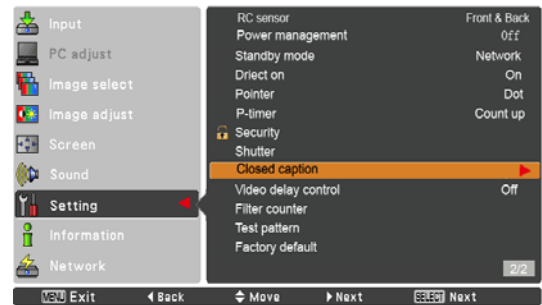 Input
PC adjust
Image select
Image adjust
Screen
Sound
Setting
Information
Network
RC sensor Front & Back
Power management Off
Standby mode Network
Driect on On
Pointer Dot
P-timer Count up
Security
Shutter
Closed caption
Video delay control Off
Filter counter
Test pattern
Factory default
2/2
MENU Exit Back Move Next SELECT Next